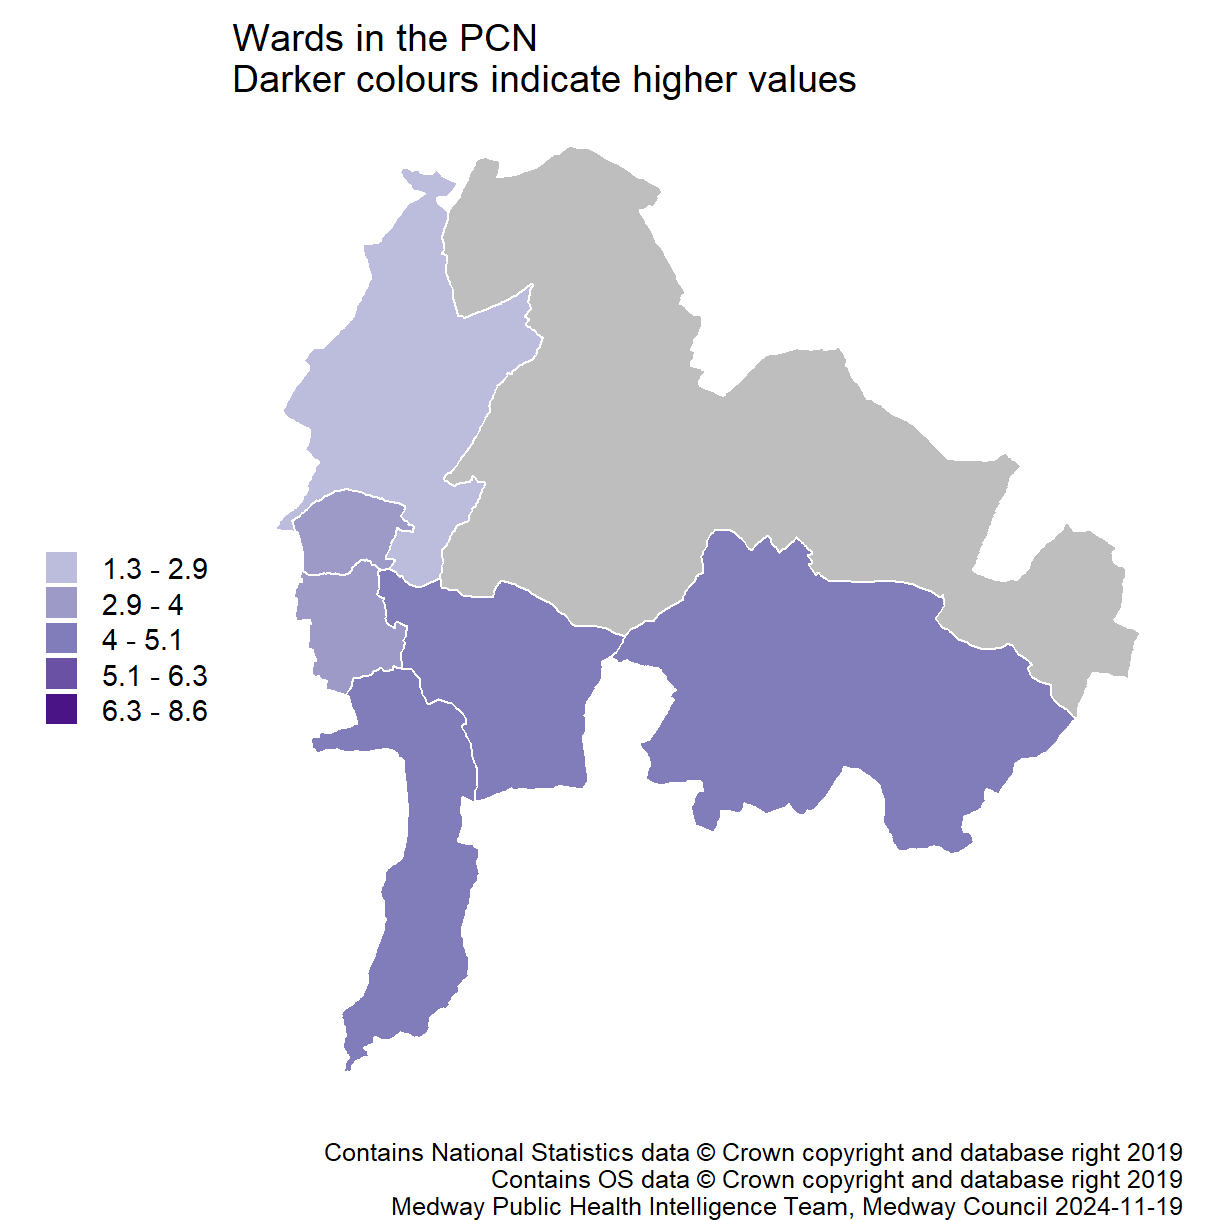 Wards in the PCN
Darker colours indicate higher values
1.3 - 2.9
2.9 - 4
4 - 5.1
5.1 - 6.3
6.3 - 8.6
Contains National Statistics data © Crown copyright and database right 2019
Contains OS data © Crown copyright and database right 2019
Medway Public Health Intelligence Team, Medway Council 2024-11-19